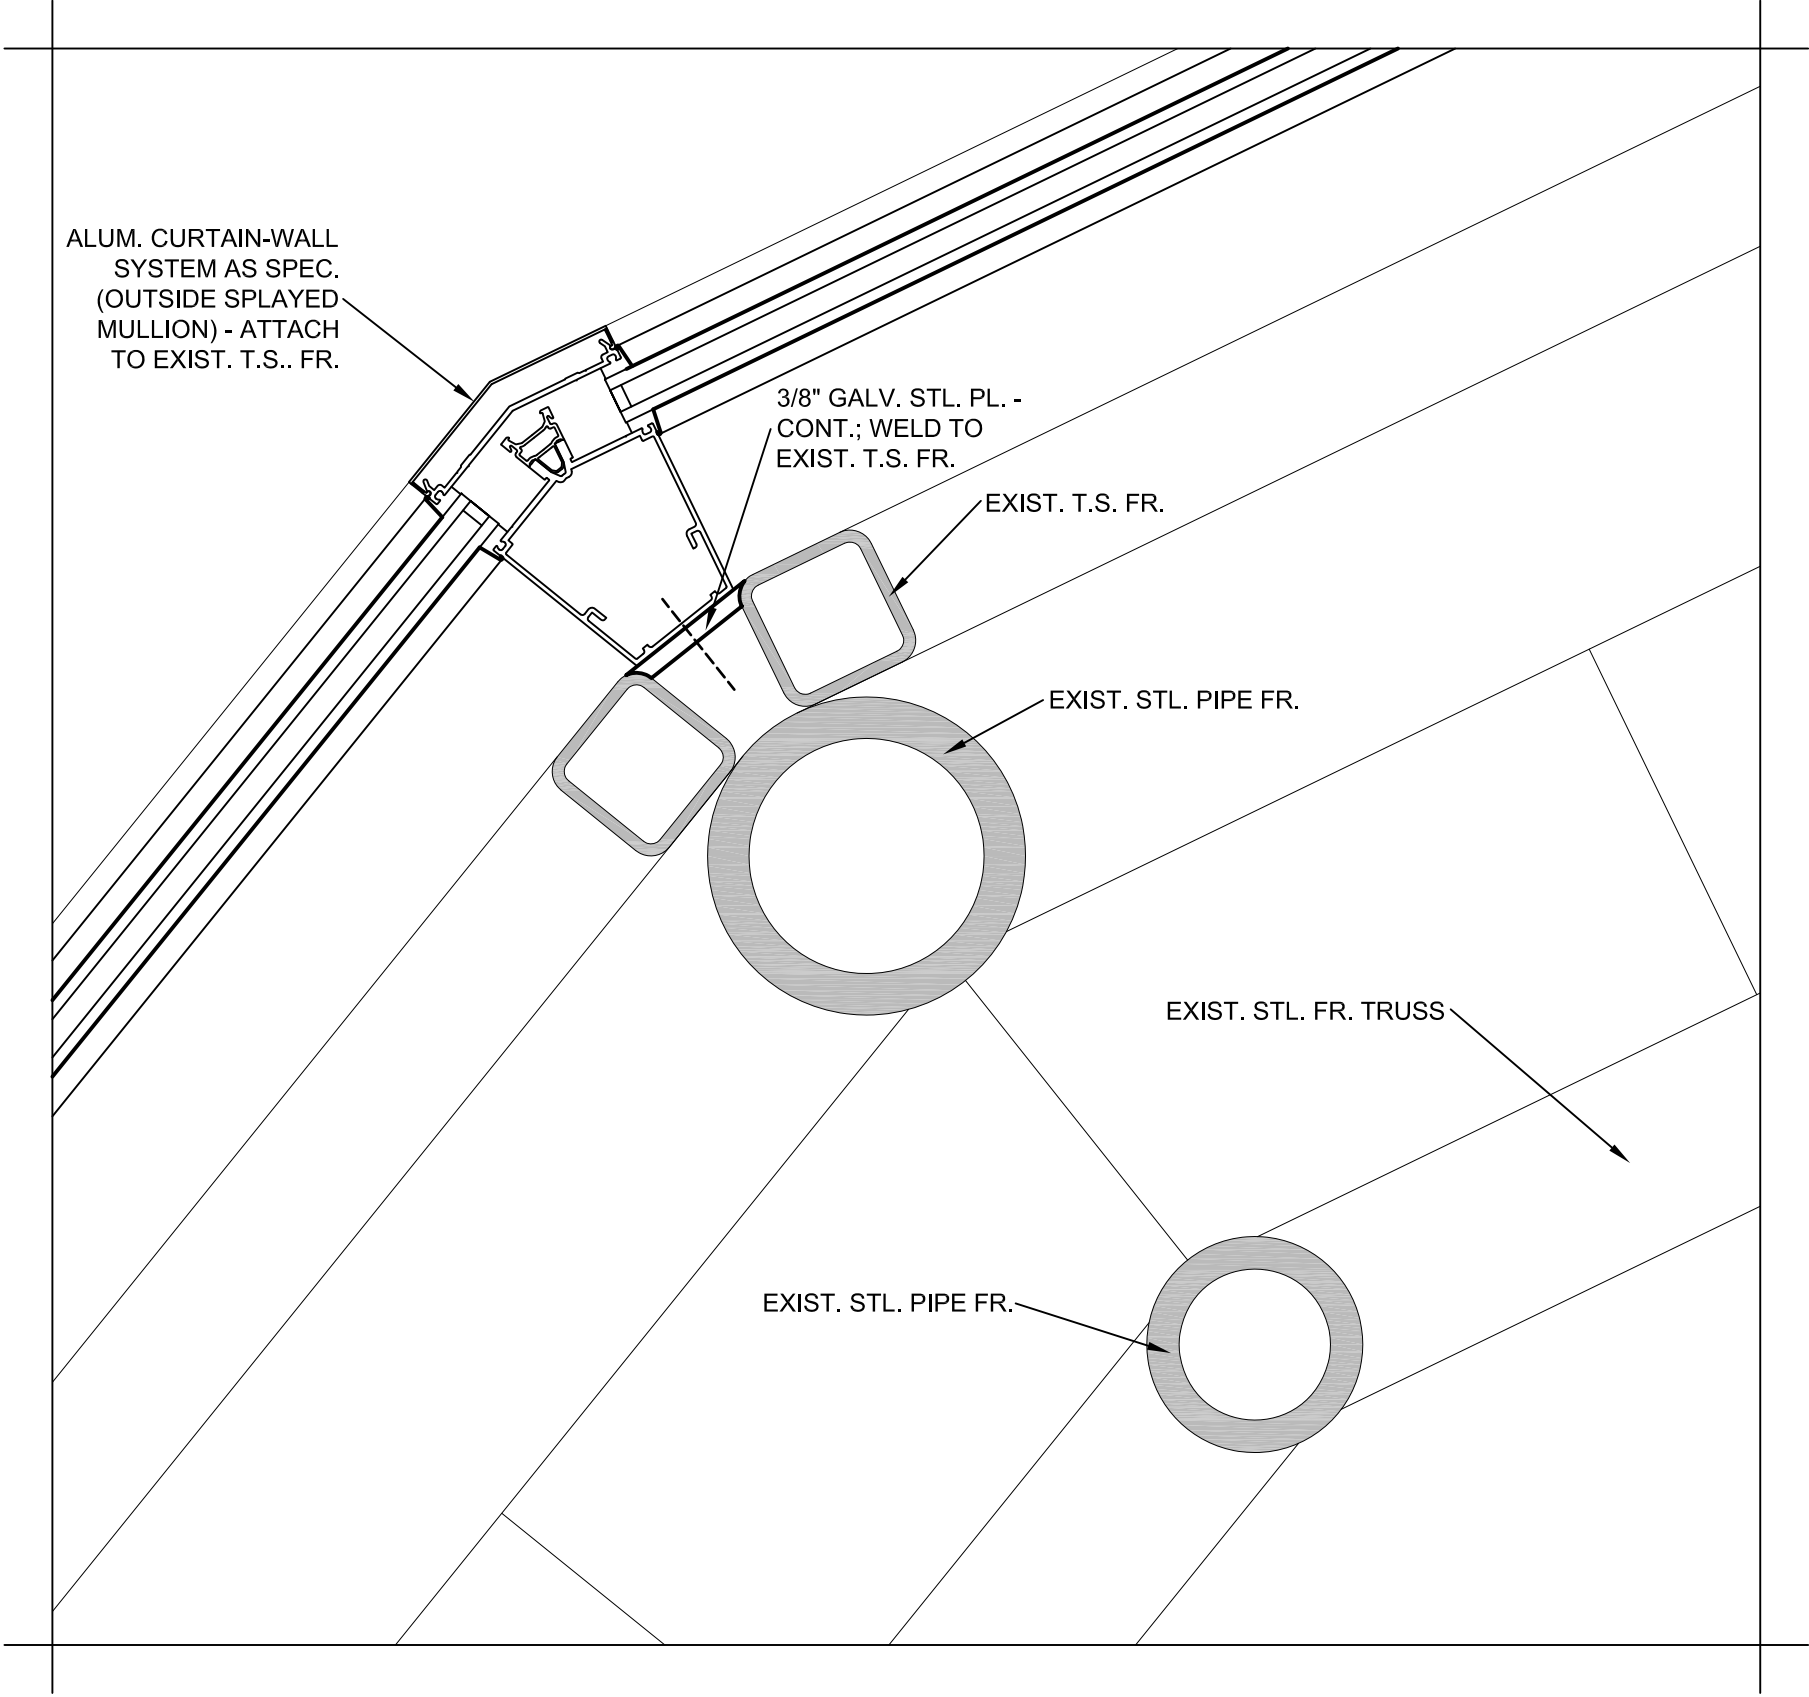 ALUM. CURTAIN-WALL
SYSTEM AS SPEC.
(OUTSIDE SPLAYED
MULLION) - ATTACH
TO EXIST. T.S.. FR.
3/8" GALV. STL. PL. -
CONT.; WELD TO
EXIST. T.S. FR.
EXIST. T.S. FR.
EXIST. STL. PIPE FR.
EXIST. STL. FR. TRUSS
EXIST. STL. PIPE FR.